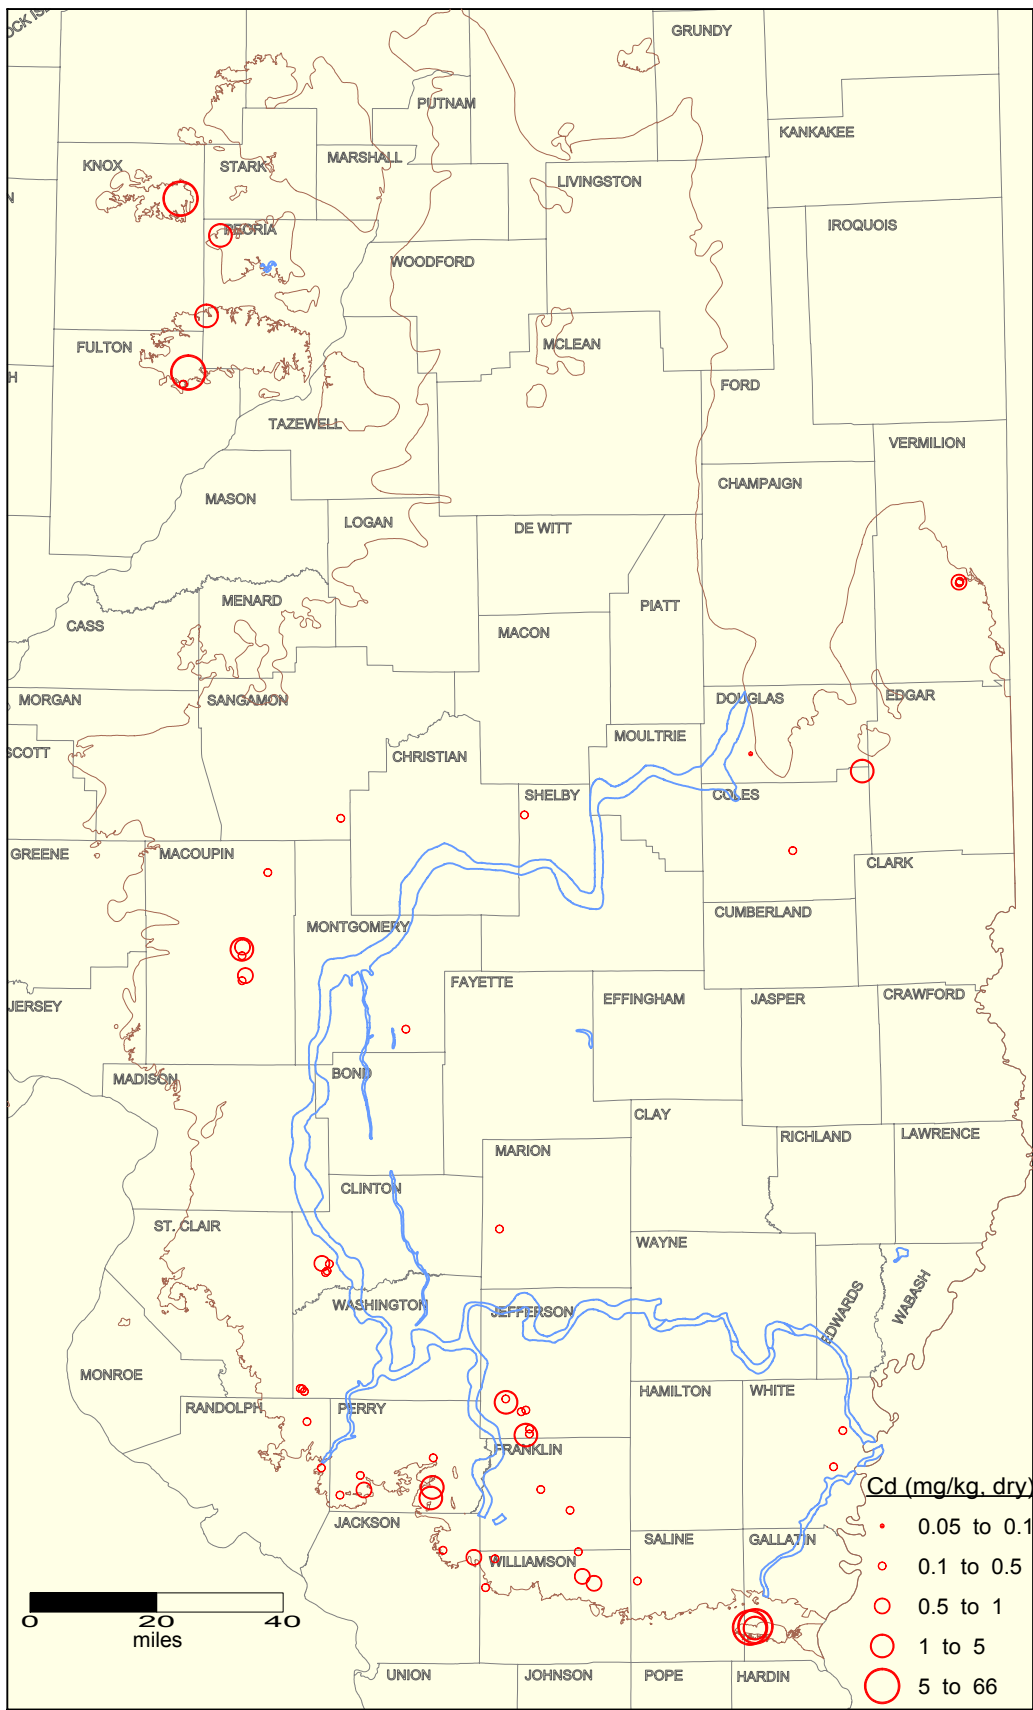 GRUNDY
PUTNAM
KANKAKEE
KNOX
STARK
MARSHALL
LIVINGSTON
N
PEORIA
IROQUOIS
WOODFORD
FULTON
MCLEAN
H
FORD
TAZEWELL
VERMILION
CHAMPAIGN
MASON
LOGAN
DE WITT
MENARD
PIATT
CASS
MACON
MORGAN
SANGAMON
DOUGLAS
EDGAR
SCOTT
MOULTRIE
CHRISTIAN
SHELBY
COLES
GREENE
MACOUPIN
CLARK
CUMBERLAND
MONTGOMERY
FAYETTE
EFFINGHAM
JASPER
CRAWFORD
JERSEY
MADISON
BOND
CLAY
RICHLAND
LAWRENCE
MARION
CLINTON
ST. CLAIR
WAYNE
WABASH
EDWARDS
WASHINGTON
JEFFERSON
MONROE
HAMILTON
WHITE
RANDOLPH
PERRY
FRANKLIN
Cd (mg/kg, dry)
JACKSON
0.05 to 0.1
SALINE
GALLATIN
WILLIAMSON
0.1 to 0.5
0.5 to 1
0 20 40
miles
1 to 5
UNION
JOHNSON
POPE
HARDIN
5 to 66